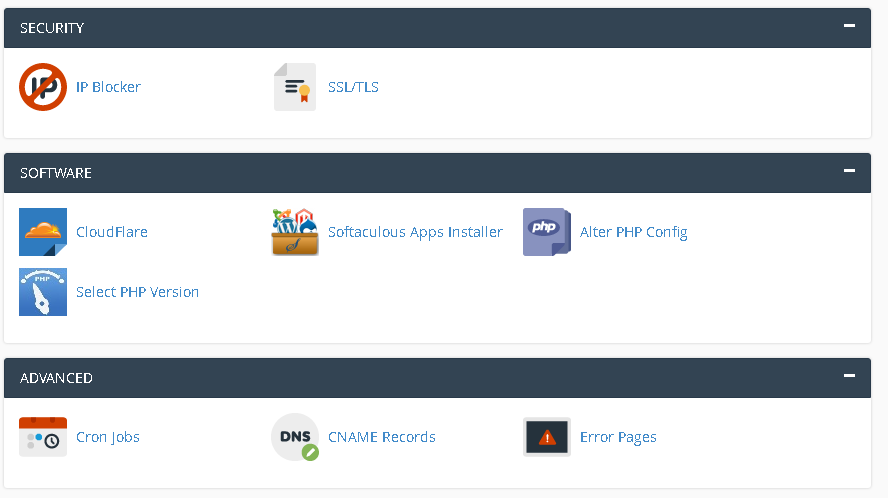 SECURITY
IP
IP Blocker
SSL/TLS
SOFTWARE
CloudFlare
Softaculous Apps Installer
php
Alter PHP Config
PHP
Select PHP Version
ADVANCED
Cron Jobs
DNS
CNAME Records
Error Pages